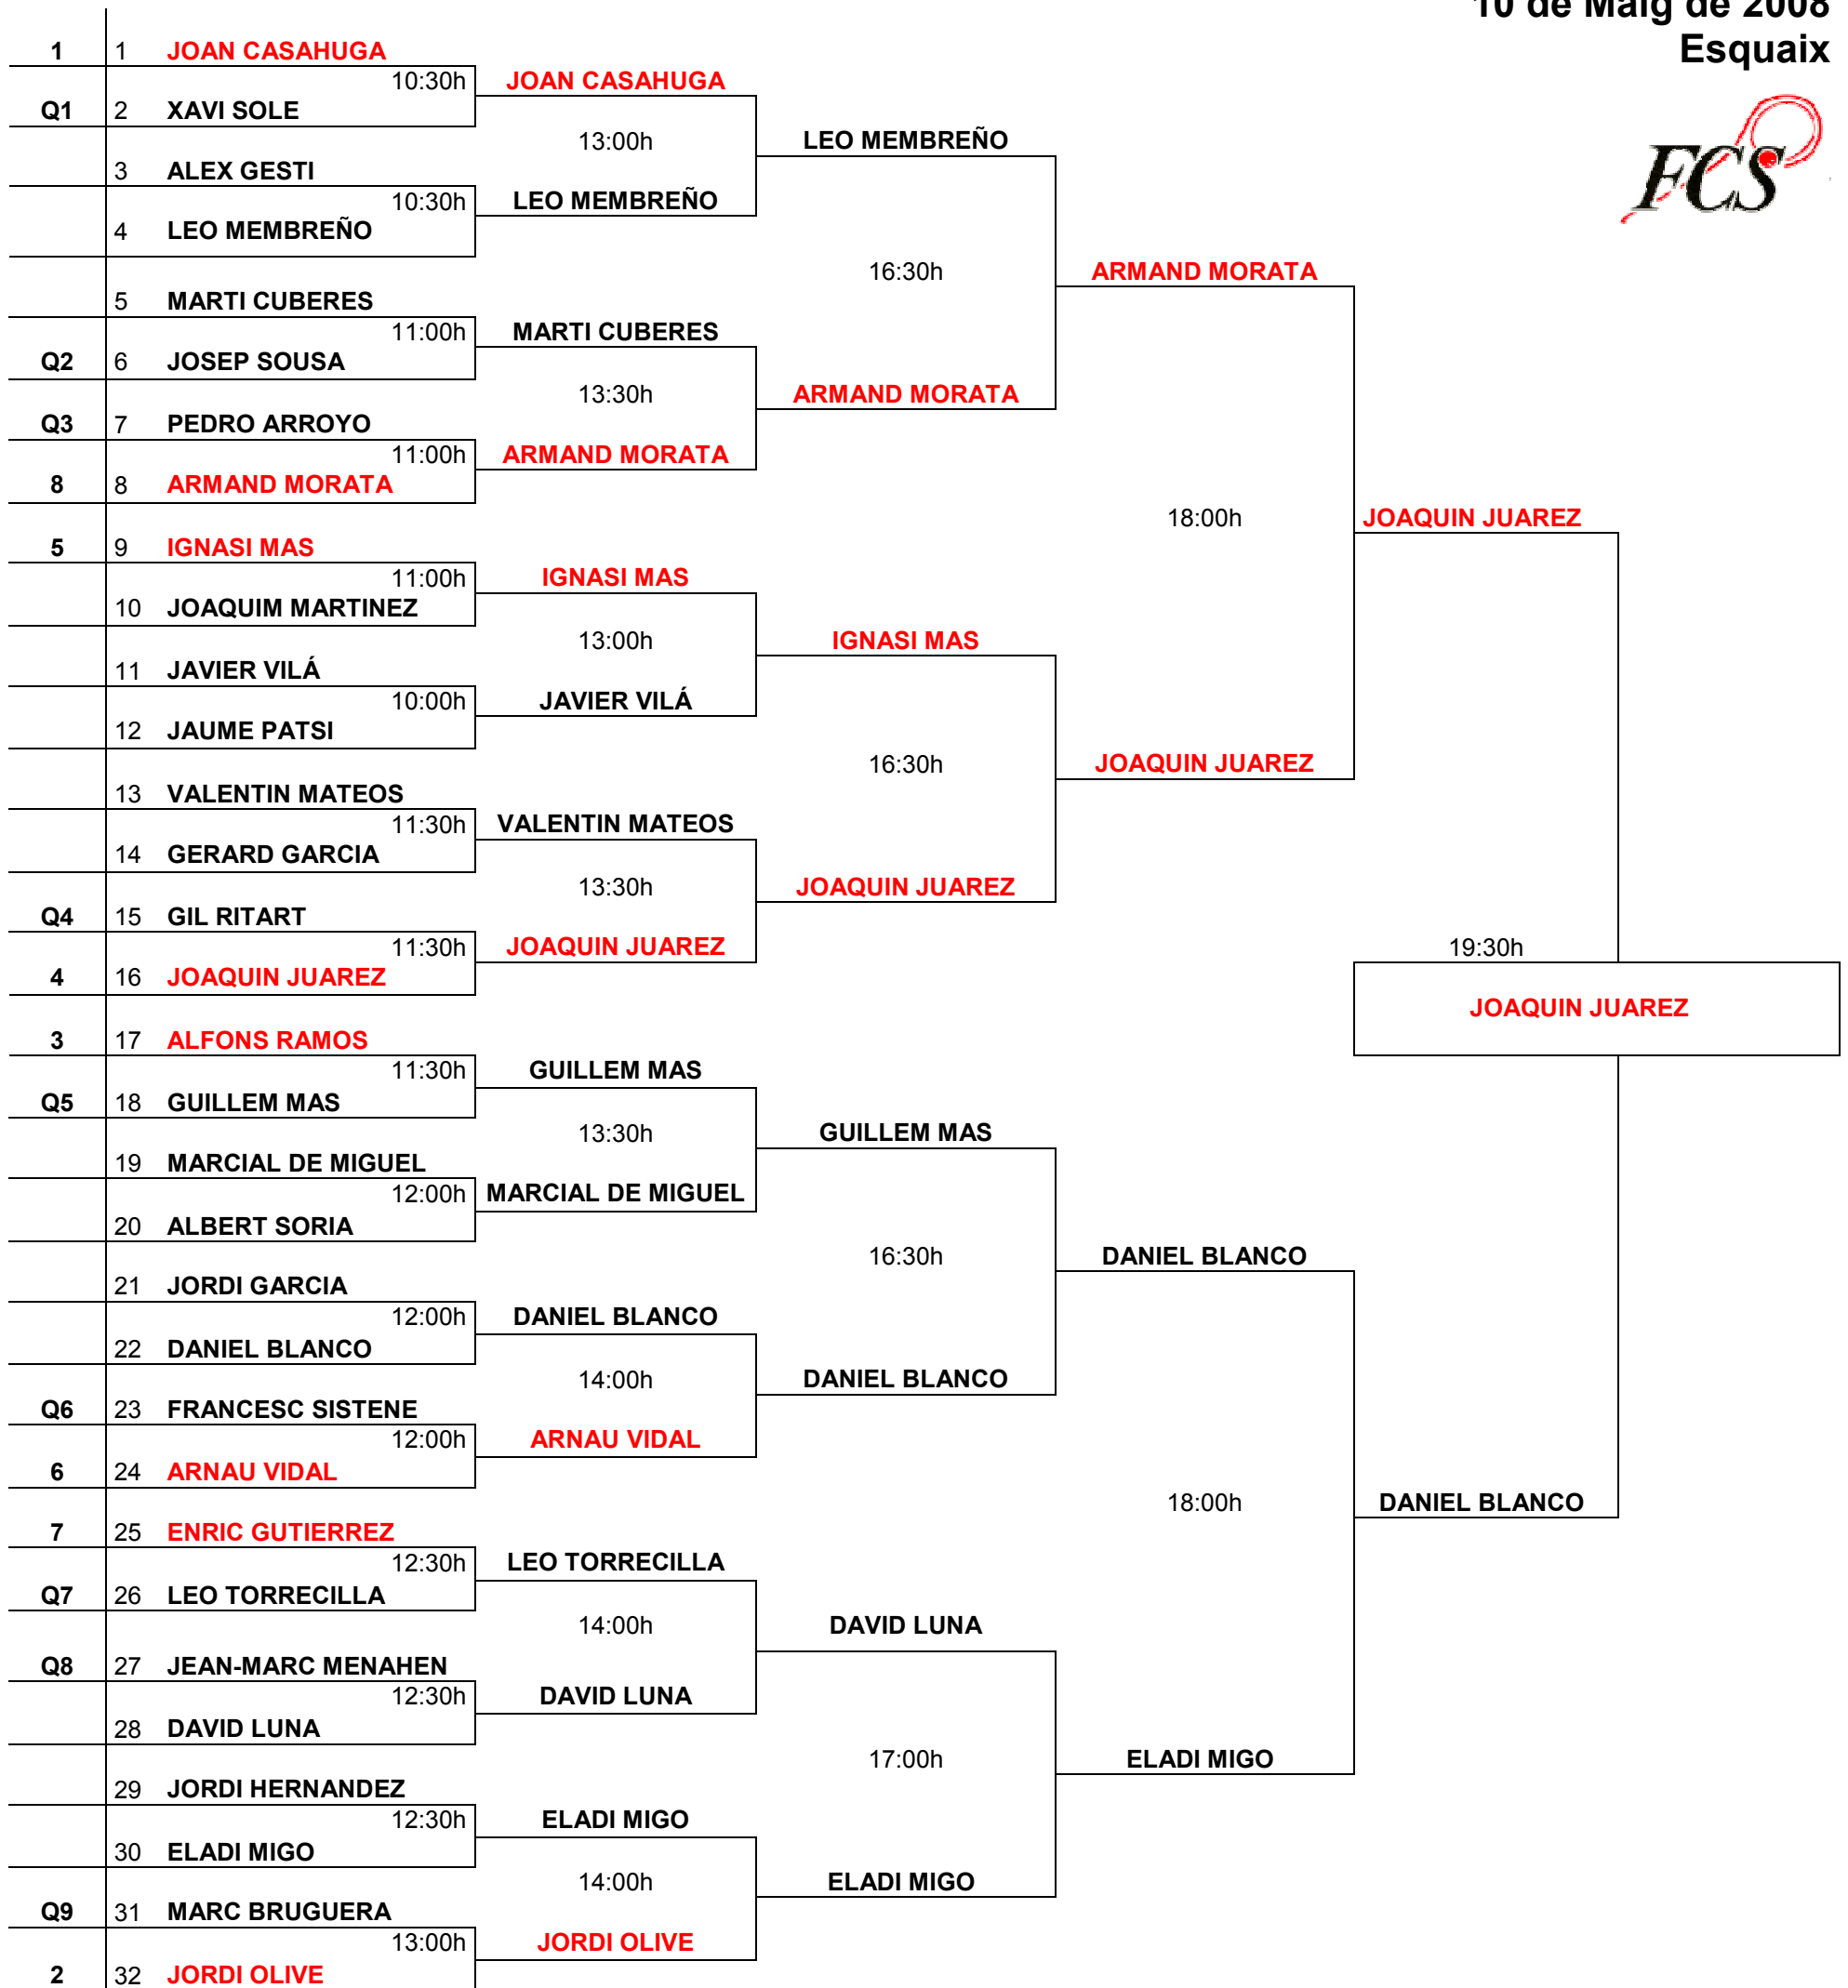 10 de Maig de 2008
Esquaix
FCS
1 1 JOAN CASAHUGA
10:30h JOAN CASAHUGA
Q1 2 XAVI SOLE
13:00h LEO MEMBREÑO
3 ALEX GESTI
10:30h LEO MEMBREÑO
4 LEO MEMBREÑO
16:30h ARMAND MORATA
5 MARTI CUBERES
11:00h MARTI CUBERES
Q2 6 JOSEP SOUSA
13:30h ARMAND MORATA
Q3 7 PEDRO ARROYO
11:00h ARMAND MORATA
8 8 ARMAND MORATA
18:00h JOAQUIN JUAREZ
5 9 IGNASI MAS
11:00h IGNASI MAS
10 JOAQUIM MARTINEZ
13:00h IGNASI MAS
11 JAVIER VILÁ
10:00h JAVIER VILÁ
12 JAUME PATSI
16:30h JOAQUIN JUAREZ
13 VALENTIN MATEOS
11:30h VALENTIN MATEOS
14 GERARD GARCIA
13:30h JOAQUIN JUAREZ
Q4 15 GIL RITART
11:30h JOAQUIN JUAREZ 19:30h
4 16 JOAQUIN JUAREZ
JOAQUIN JUAREZ
3 17 ALFONS RAMOS
11:30h GUILLEM MAS
Q5 18 GUILLEM MAS
13:30h GUILLEM MAS
19 MARCIAL DE MIGUEL
12:00h MARCIAL DE MIGUEL
20 ALBERT SORIA
16:30h DANIEL BLANCO
21 JORDI GARCIA
12:00h DANIEL BLANCO
22 DANIEL BLANCO
14:00h DANIEL BLANCO
Q6 23 FRANCESC SISTENE
12:00h ARNAU VIDAL
6 24 ARNAU VIDAL
18:00h DANIEL BLANCO
7 25 ENRIC GUTIERREZ
12:30h LEO TORRECILLA
Q7 26 LEO TORRECILLA
14:00h DAVID LUNA
Q8 27 JEAN-MARC MENAHEN
12:30h DAVID LUNA
28 DAVID LUNA
17:00h ELADI MIGO
29 JORDI HERNANDEZ
12:30h ELADI MIGO
30 ELADI MIGO
14:00h ELADI MIGO
Q9 31 MARC BRUGUERA
13:00h JORDI OLIVE
2 32 JORDI OLIVE